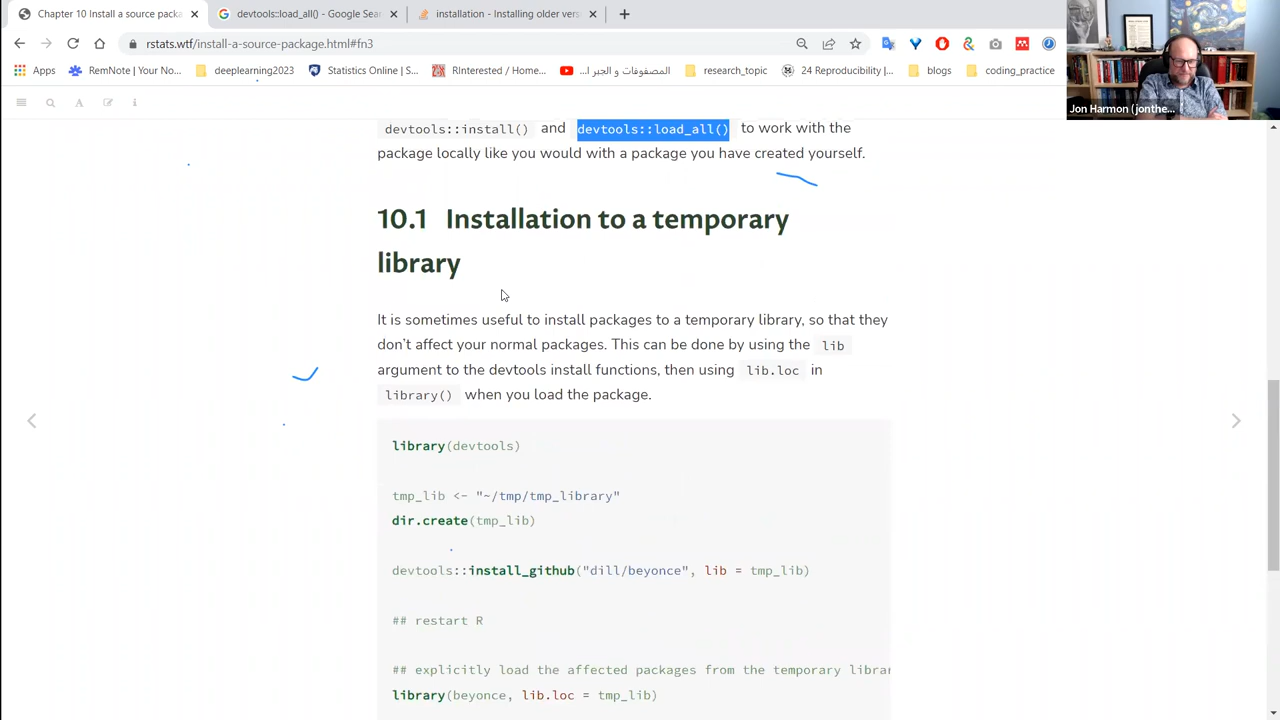 Chapter 10 Install a source packa
devtools::load_all() - Google Sea
installation - Installing older vers
rstats.wtf/install-a-source-package.html#fn3
Apps
RemNote | Your No...
deeplearning2023
Statistics Online | S...
RInterness / H...
المصفوفات و الجبر ا...
research_topic
24 Reproducibility |...
blogs
coding_practice
Jon Harmon (jonthe...
devtools::install() and devtools::load_all() to work with the
package locally like you would with a package you have created yourself.
10.1 Installation to a temporary
library
It is sometimes useful to install packages to a temporary library, so that they
don’t affect your normal packages. This can be done by using the lib
argument to the devtools install functions, then using lib.loc in
library() when you load the package.
library(devtools)
tmp_lib <- "~/tmp/tmp_library"
dir.create(tmp_lib)
devtools::install_github("dill/beyonce", lib = tmp_lib)
## restart R
## explicitly load the affected packages from the temporary librar
library(beyonce, lib.loc = tmp_lib)